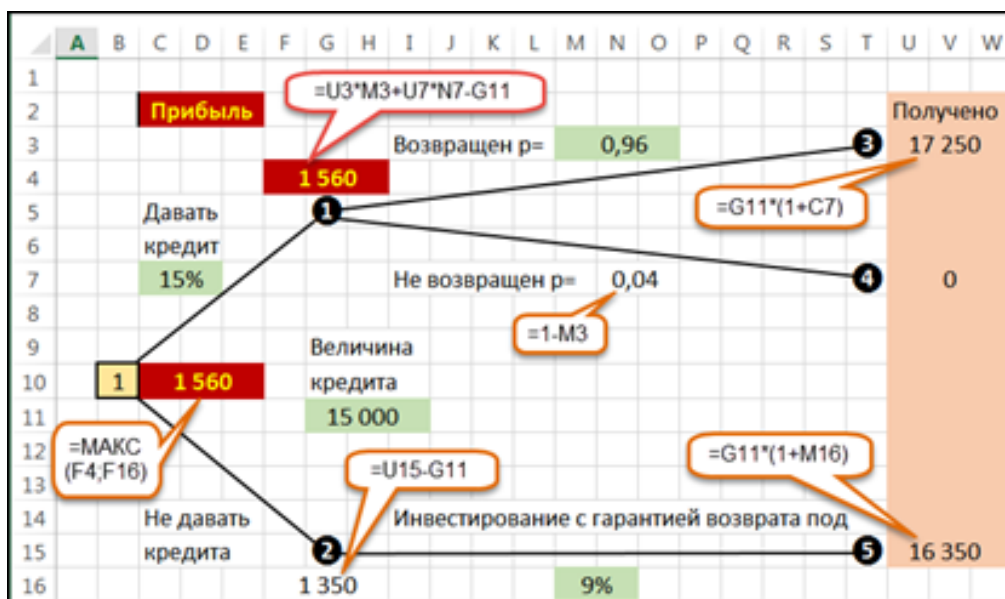 A B C D E F G H I J K L M N O P Q R S T U V W
1
=U3*M3+U7*N7-G11
2 Прибыль Получено
3 Возвращен p= 0,96 3 17 250
4 1 560
=G11*(1+C7)
5 Давать 1
6 кредит
7 15% Не возвращен p= 0,04 4 0
8
=1-M3
9 Величина
10 1 1 560 кредита
11 15 000
12
=МАКС
(F4;F16)
=U15-G11
=G11*(1+M16)
13
14 Не давать Инвестирование с гарантией возврата под
15 кредита 2 5 16 350
16 1 350 9%